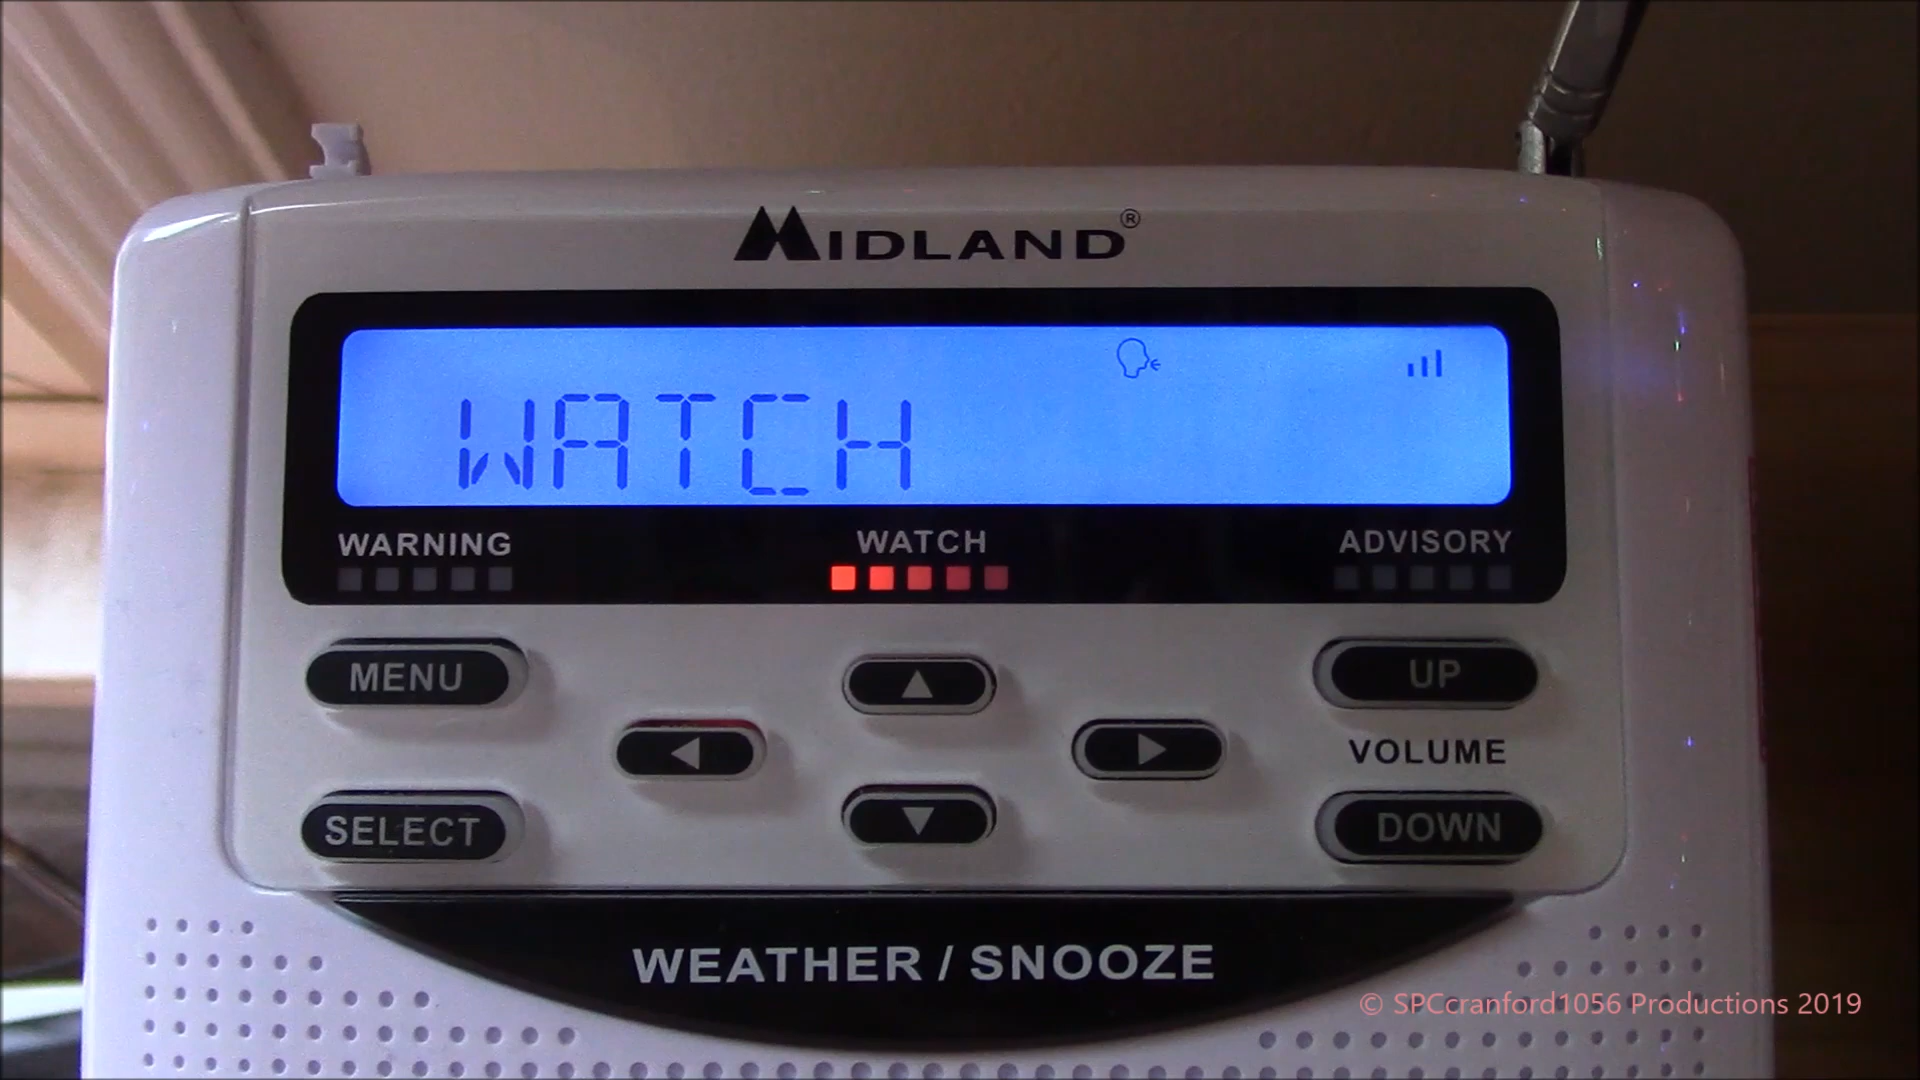 MIDLAND®
WATCH
WARNING WATCH ADVISORY
MENU ▲ UP
◀ ▶ VOLUME
SELECT ▼ DOWN
WEATHER / SNOOZE
© SPCcranford1056 Productions 2019